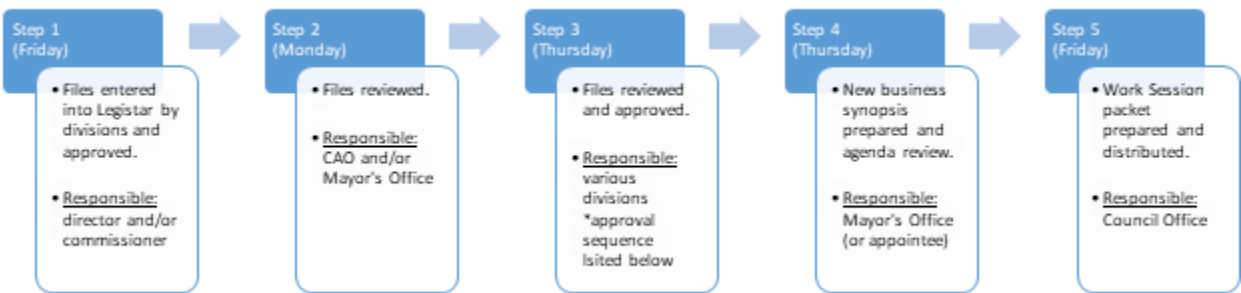 Step 1
(Friday)
• Files entered
into Legistar by
divisions and
approved.
• Responsible:
director and/or
commissioner
Step 2
(Monday)
• Files reviewed.
• Responsible:
CAO and/or
Mayor's Office
Step 3
(Thursday)
• Files reviewed
and approved.
• Responsible:
various
divisions
*approval
sequence
lsited below
Step 4
(Thursday)
• New business
synopsis
prepared and
agenda review.
• Responsible:
Mayor's Office
(or appointee)
Step 5
(Friday)
• Work Session
packet
prepared and
distributed.
• Responsible:
Council Office